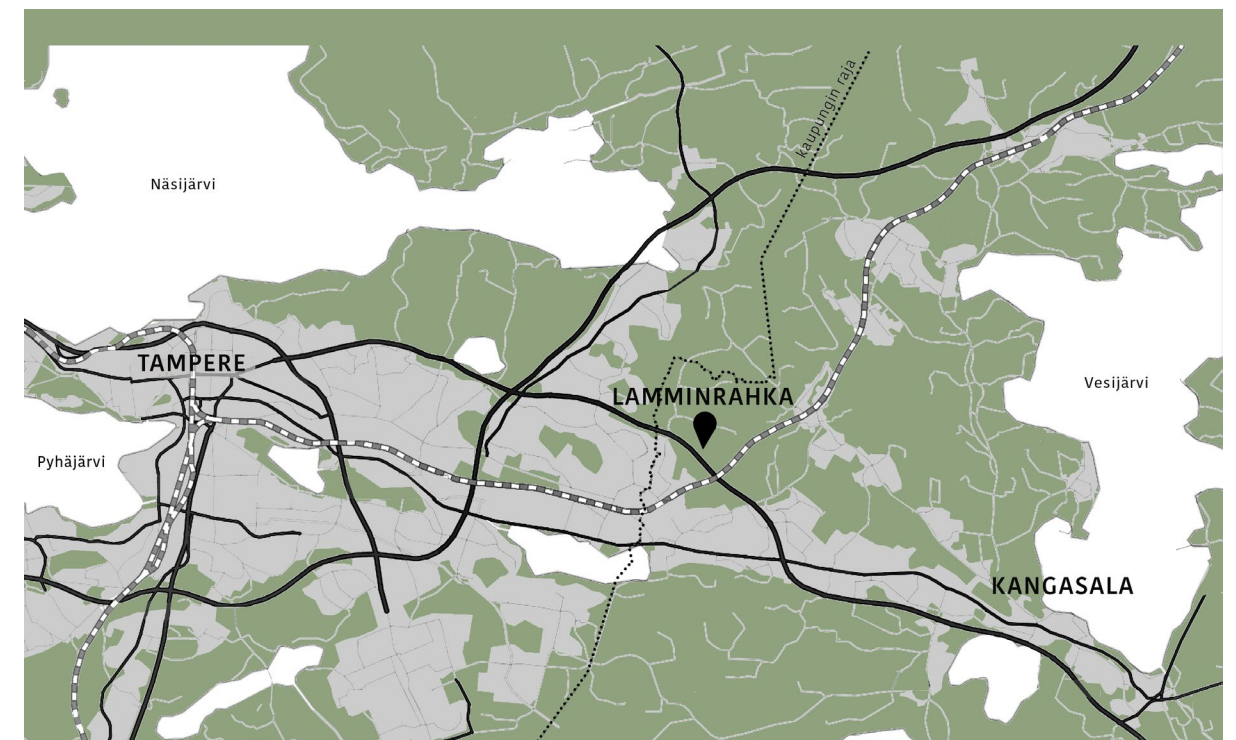 kaupungin raja
Näsijärvi
TAMPERE
LAMMINRAHKA
Vesijärvi
Pyhäjärvi
KANGASALA